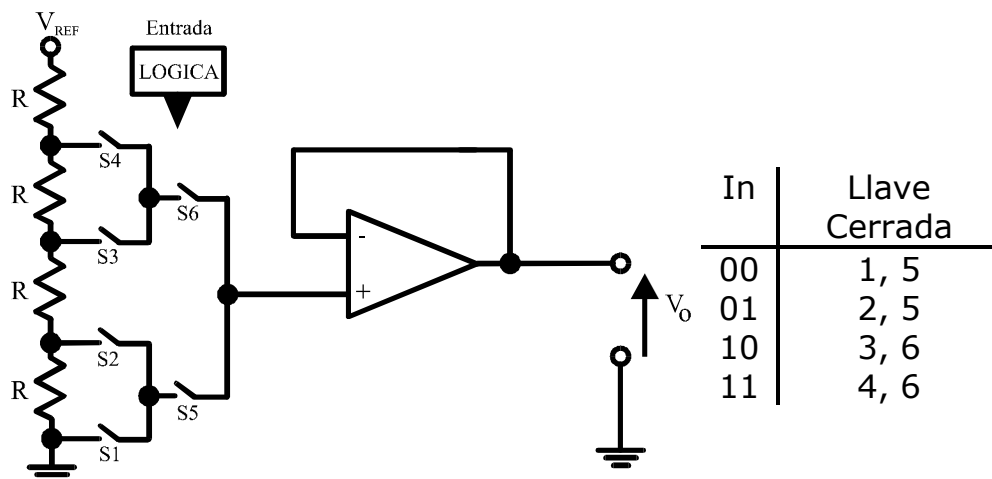 V_REF
Entrada
LOGICA
R
S4
S6
R
S3
R
S2
R
S5
S1
-
+
Vo
In Llave
Cerrada
00 1, 5
01 2, 5
10 3, 6
11 4, 6